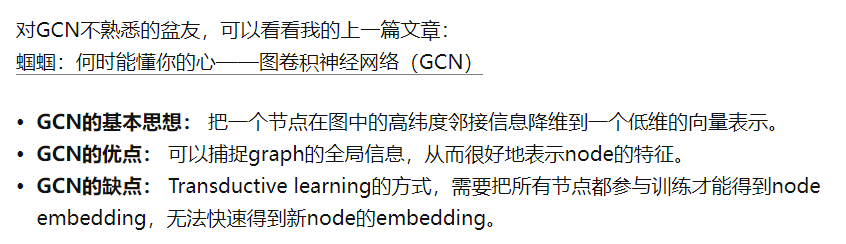 对GCN不熟悉的盆友，可以看看我的上一篇文章：
蝈蝈：何时能懂你的心——图卷积神经网络（GCN）
• GCN的基本思想： 把一个节点在图中的高纬度邻接信息降维到一个低维的向量表示。
• GCN的优点： 可以捕捉graph的全局信息，从而很好地表示node的特征。
• GCN的缺点： Transductive learning的方式，需要把所有节点都参与训练才能得到node
embedding，无法快速得到新node的embedding。